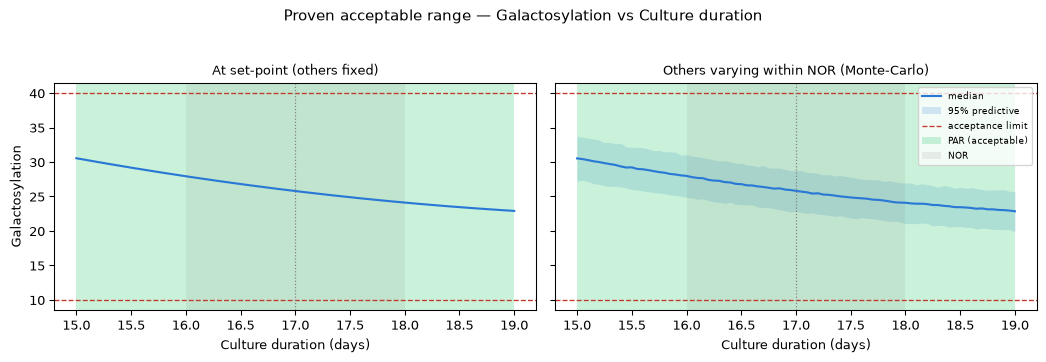 Proven acceptable range — Galactosylation vs Culture duration
At set-point (others fixed)
Galactosylation
40
35
30
25
20
15
10
15.0 15.5 16.0 16.5 17.0 17.5 18.0 18.5 19.0
Culture duration (days)
Others varying within NOR (Monte-Carlo)
median
95% predictive
acceptance limit
PAR (acceptable)
NOR
15.0 15.5 16.0 16.5 17.0 17.5 18.0 18.5 19.0
Culture duration (days)